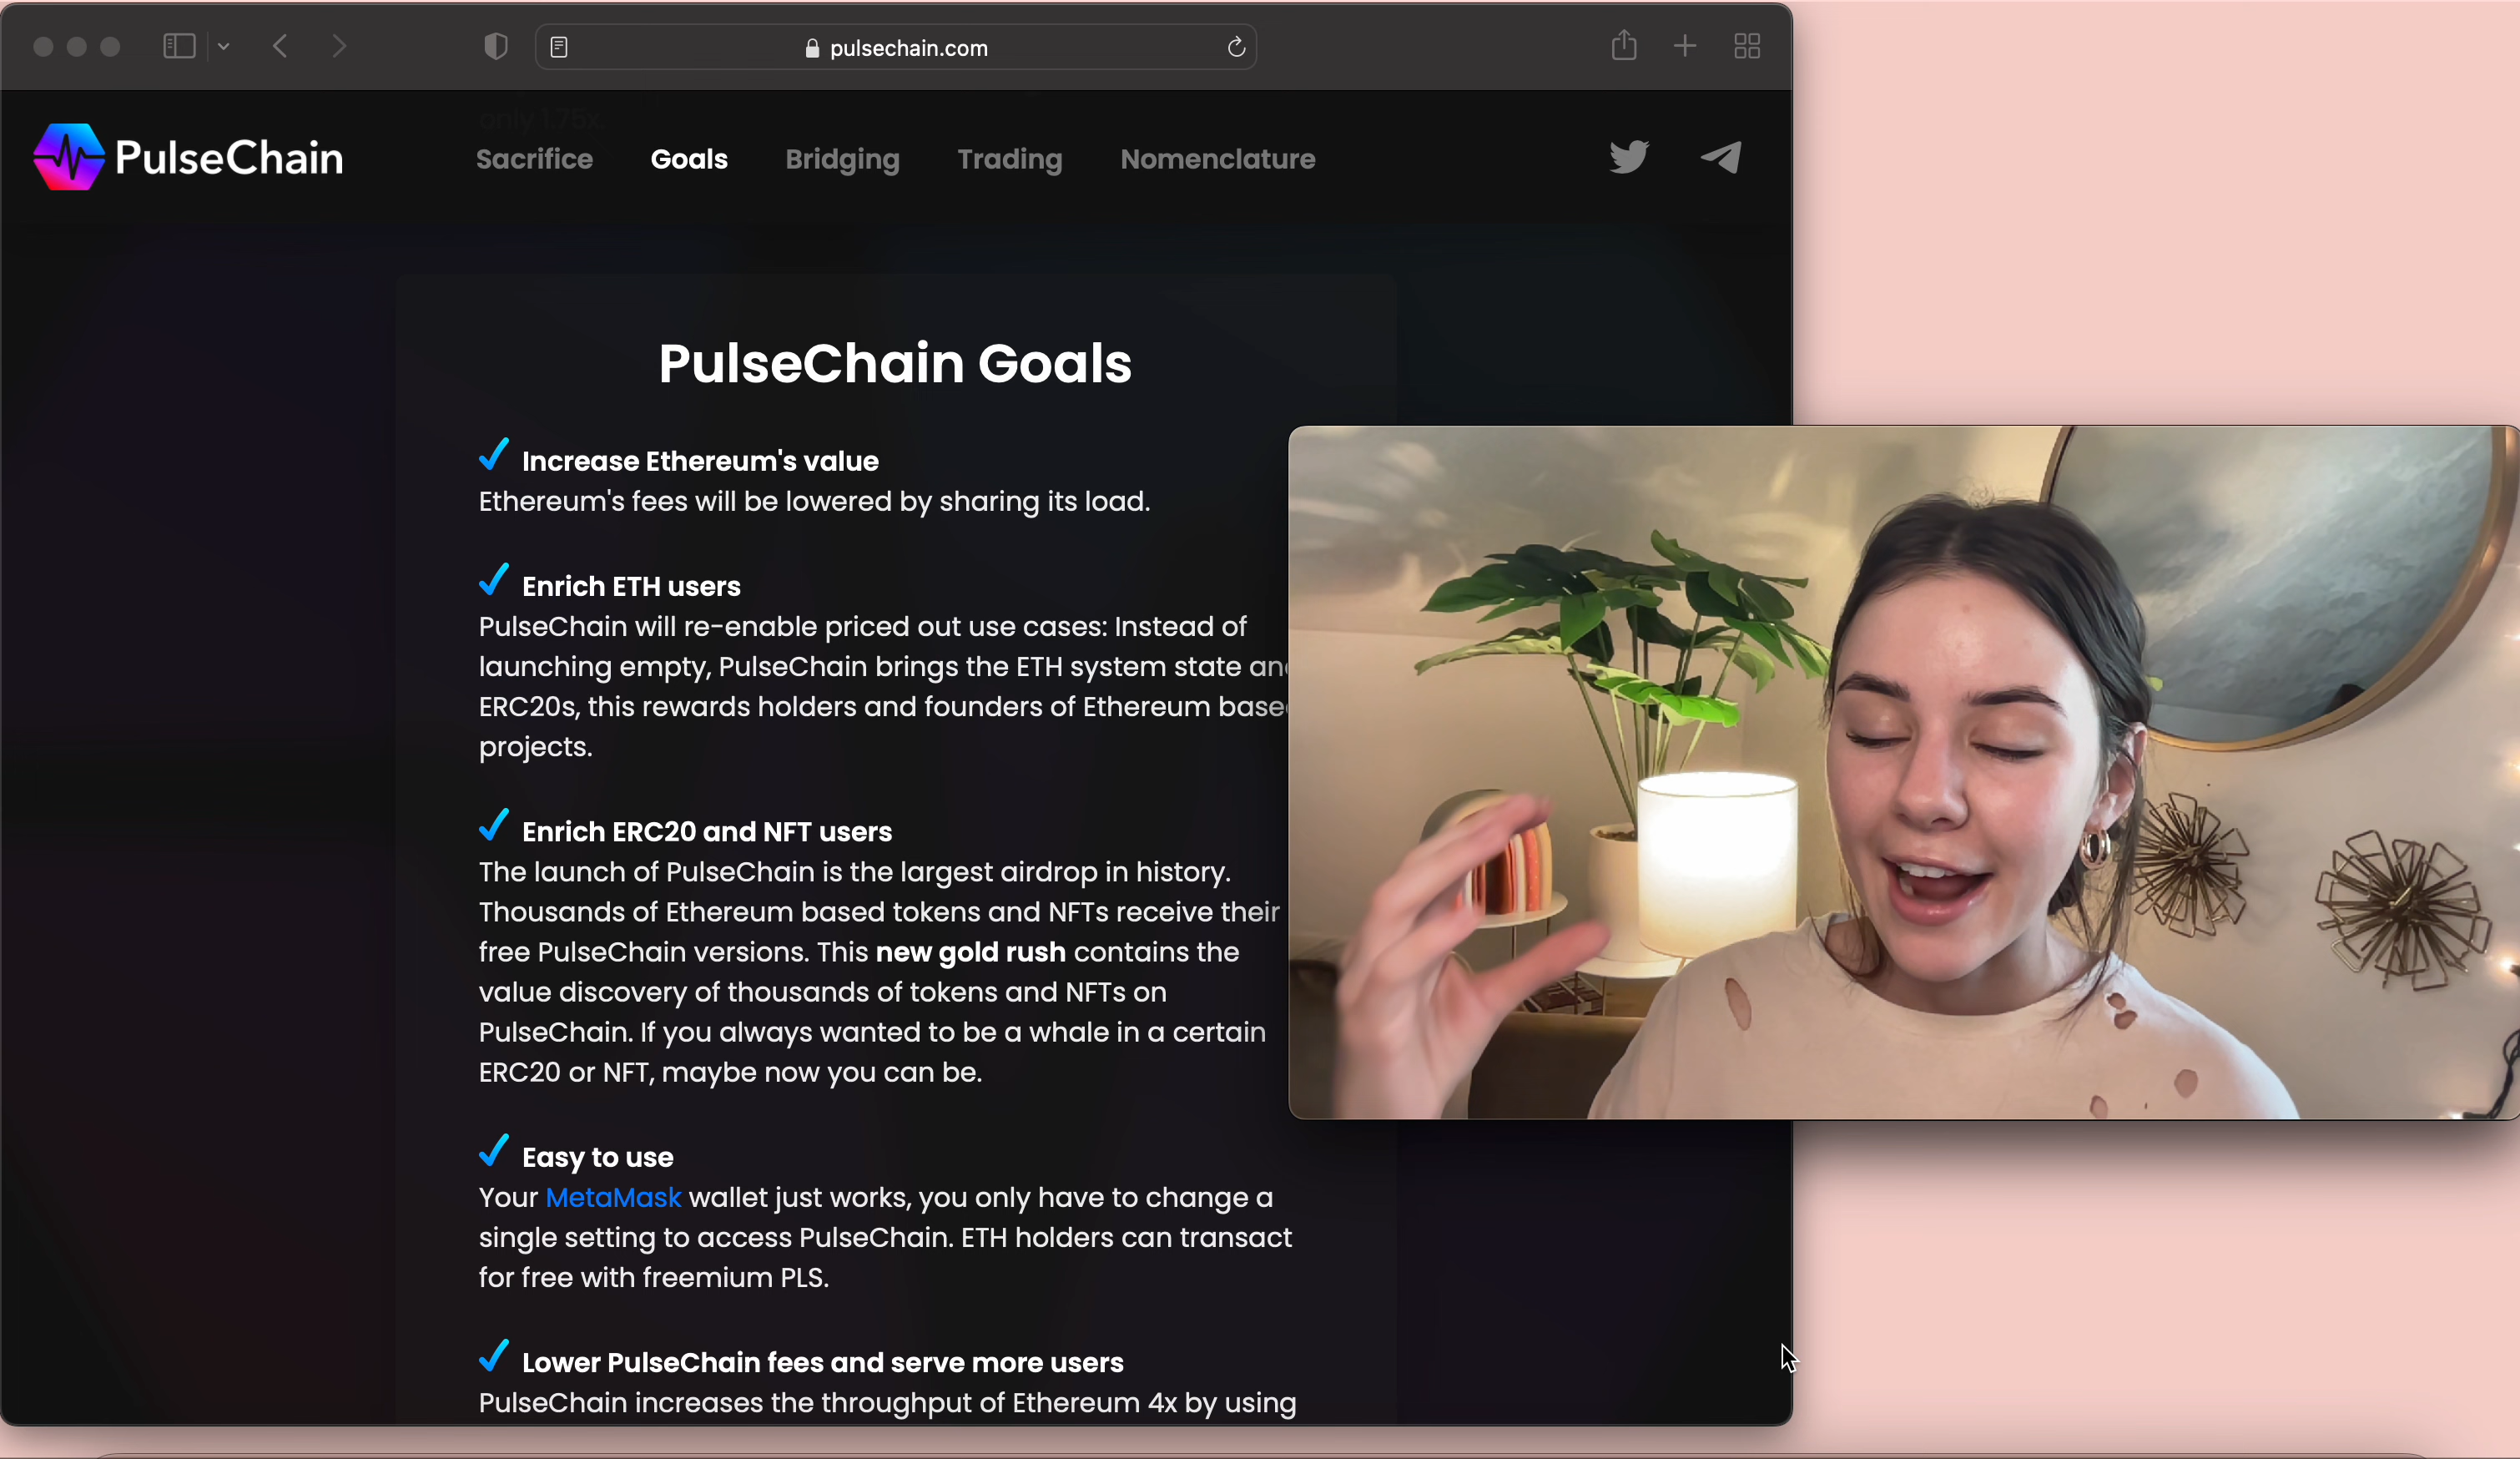 pulsechain.com
only 1.75x.
PulseChain
Sacrifice Goals Bridging Trading Nomenclature
PulseChain Goals
Increase Ethereum's value
Ethereum's fees will be lowered by sharing its load.
Enrich ETH users
PulseChain will re-enable priced out use cases: Instead of
launching empty, PulseChain brings the ETH system state
ERC20s, this rewards holders and founders of Ethereum
projects.
Enrich ERC20 and NFT users
The launch of PulseChain is the largest airdrop in history.
Thousands of Ethereum based tokens and NFTs receive their
free PulseChain versions. This new gold rush contains the
value discovery of thousands of tokens and NFTs on
PulseChain. If you always wanted to be a whale in a certain
ERC20 or NFT, maybe now you can be.
Easy to use
Your MetaMask wallet just works, you only have to change a
single setting to access PulseChain. ETH holders can transact
for free with freemium PLS.
Lower PulseChain fees and serve more users
PulseChain increases the throughput of Ethereum 4x by using